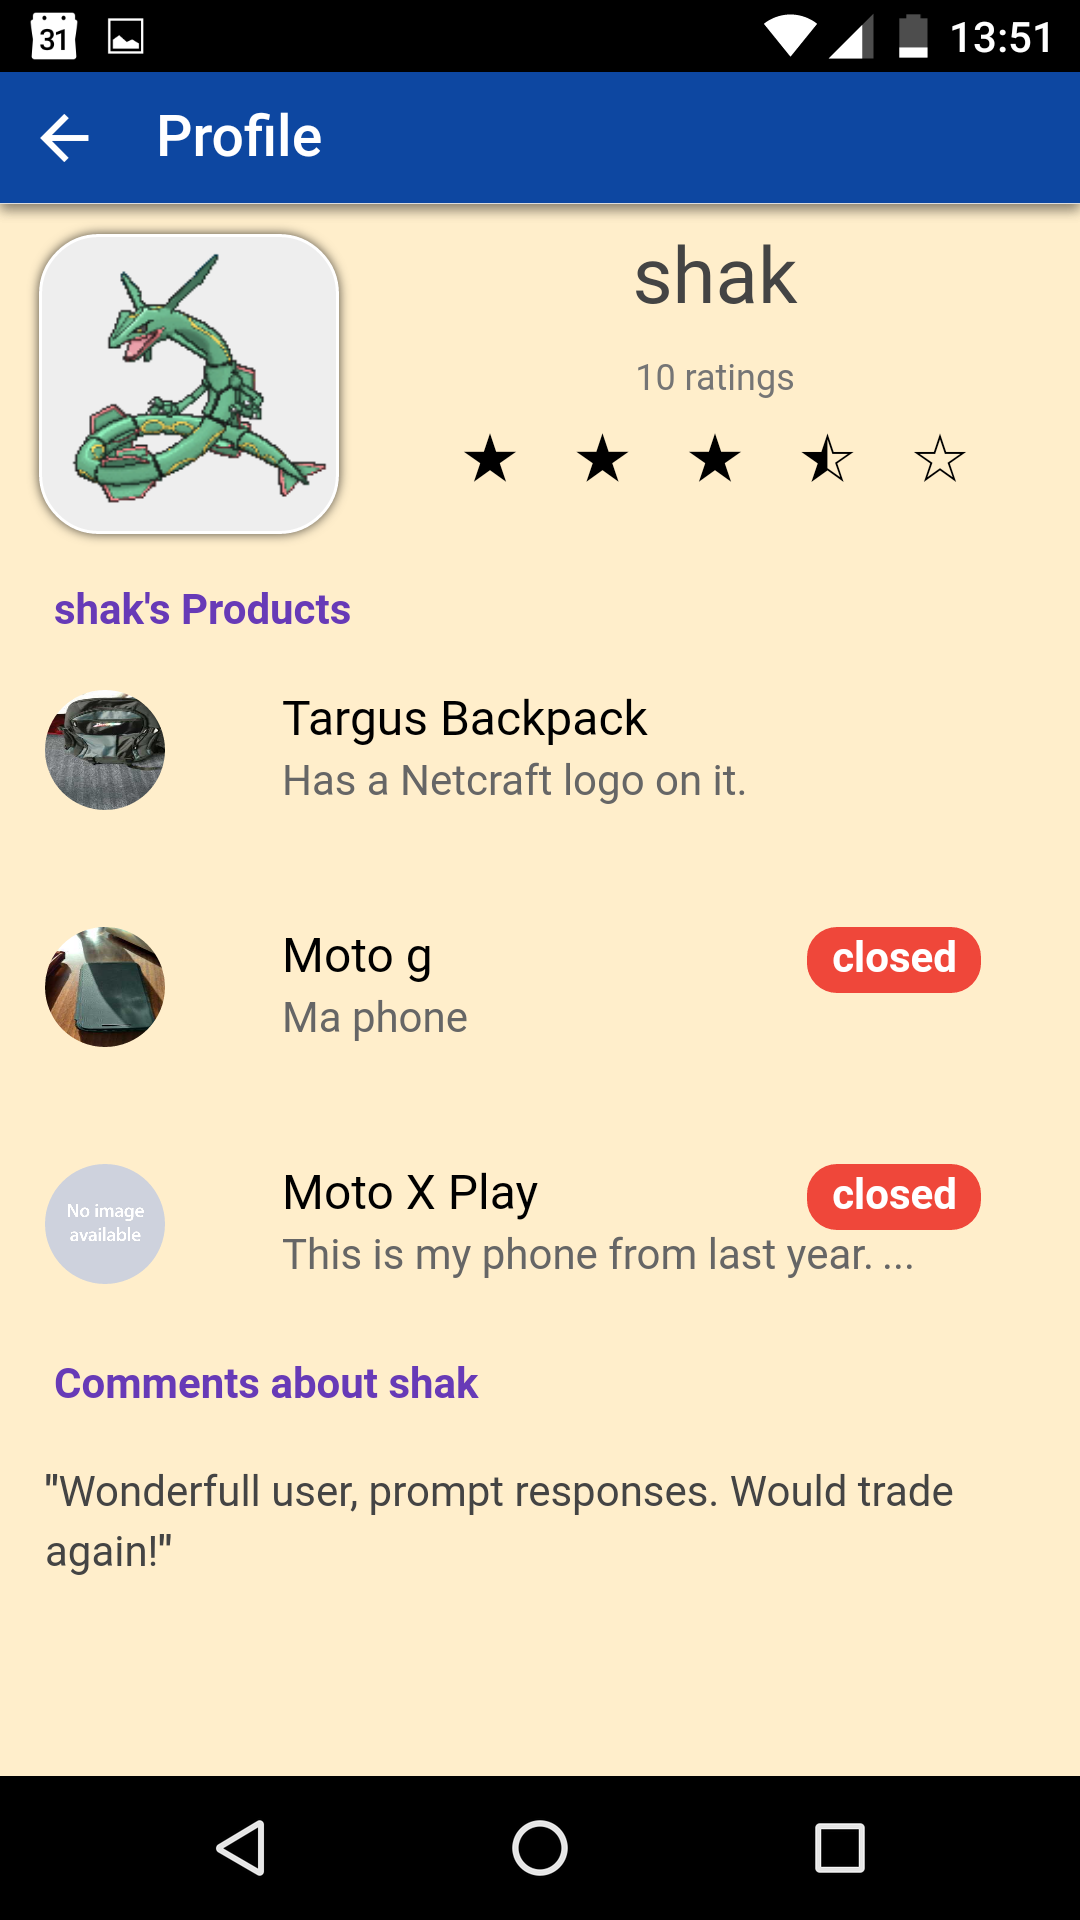 31
13:51
Profile
shak
10 ratings
shak's Products
Targus Backpack
Has a Netcraft logo on it.
Moto g
closed
Ma phone
Moto X Play
closed
No image
available
This is my phone from last year. ...
Comments about shak
"Wonderfull user, prompt responses. Would trade
again!"